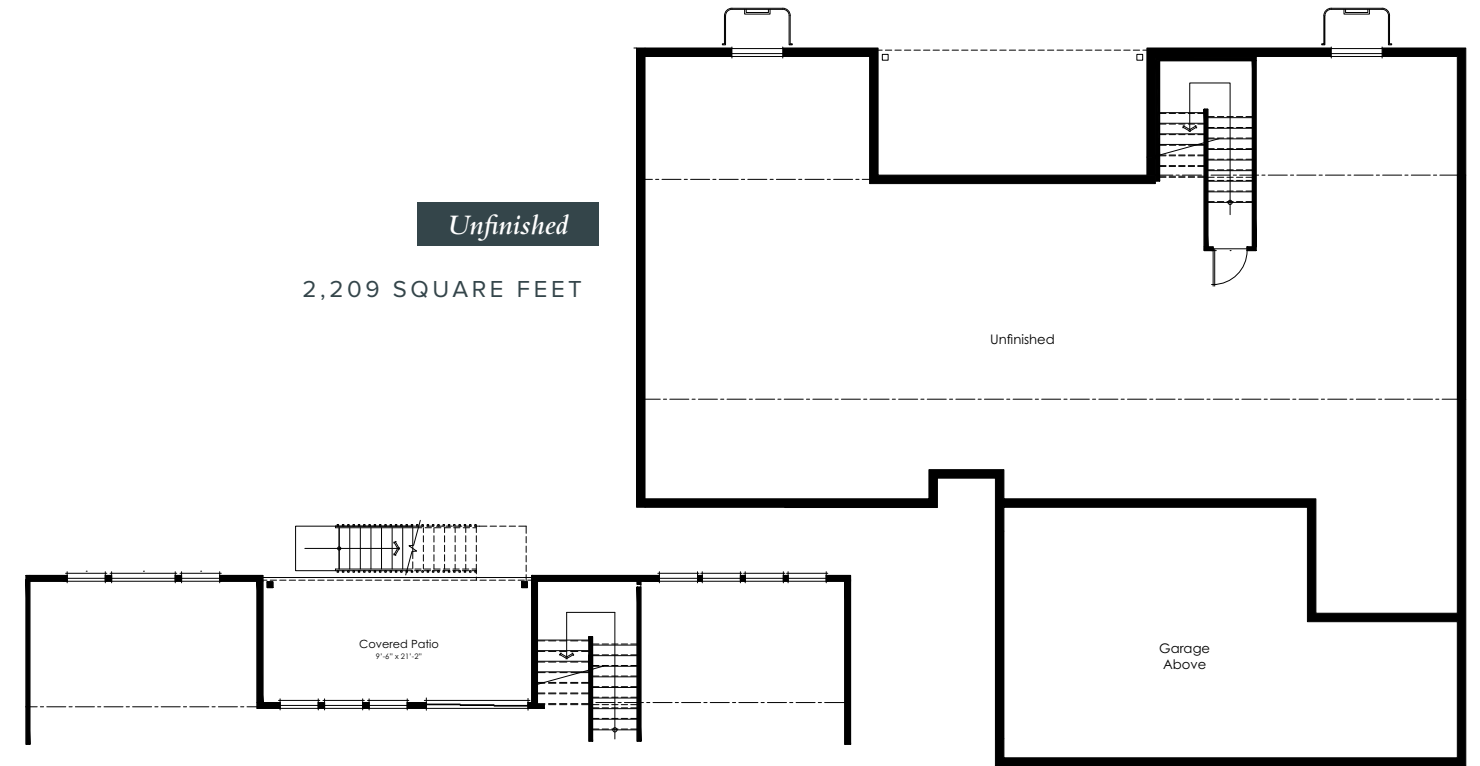 Unfinished
2,209 SQUARE FEET
Unfinished
Covered Patio
9'-6" x 21'-2"
Garage
Above